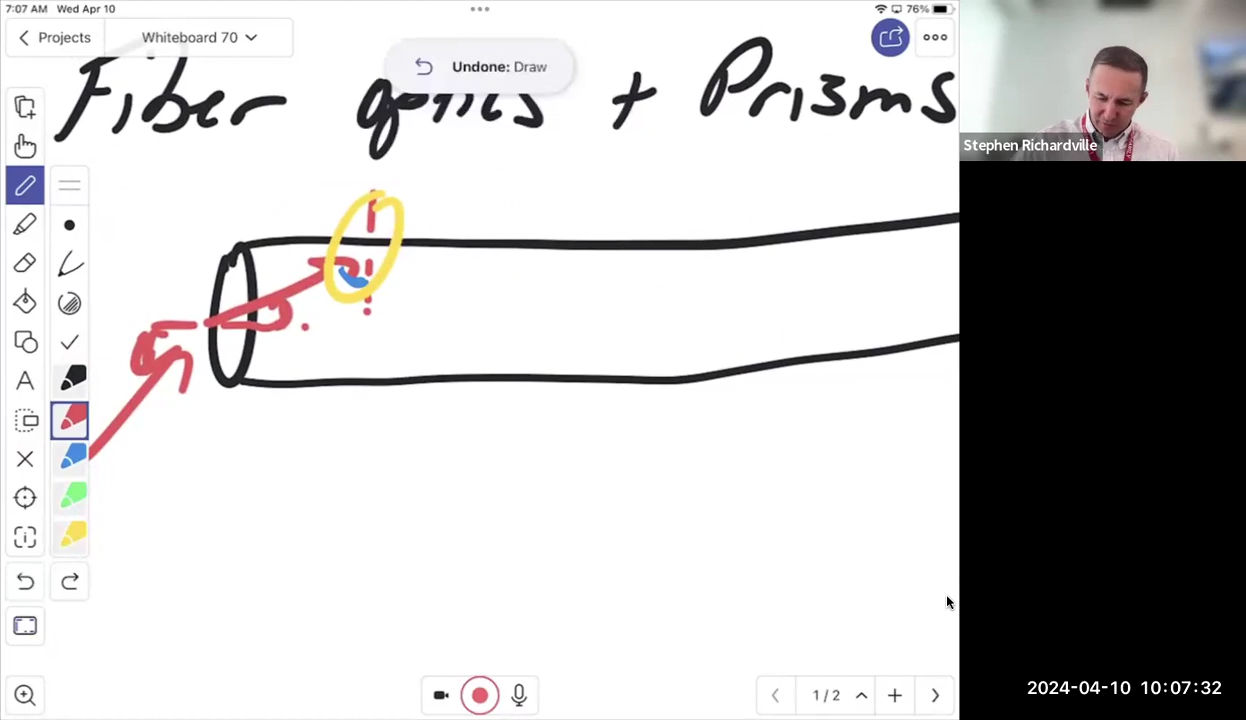 7:07 AM Wed Apr 10
76%
Projects
Whiteboard 70
Undone: Draw
Fiber optics + Prisms
Stephen Richardville
A
1 / 2
2024-04-10 10:07:32